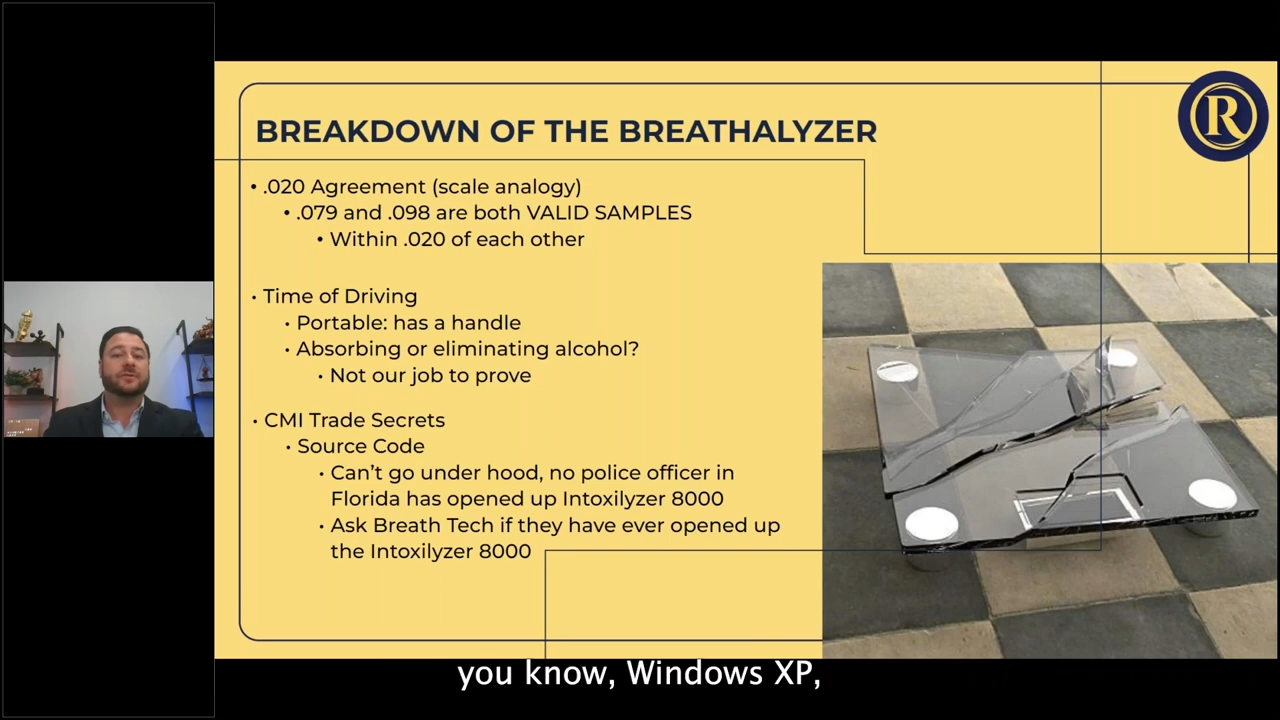 BREAKDOWN OF THE BREATHALYZER
R
• .020 Agreement (scale analogy)
• .079 and .098 are both VALID SAMPLES
• Within .020 of each other
• Time of Driving
• Portable: has a handle
• Absorbing or eliminating alcohol?
• Not our job to prove
• CMI Trade Secrets
• Source Code
• Can’t go under hood, no police officer in
Florida has opened up Intoxilyzer 8000
• Ask Breath Tech if they have ever opened up
the Intoxilyzer 8000
you know, Windows XP,